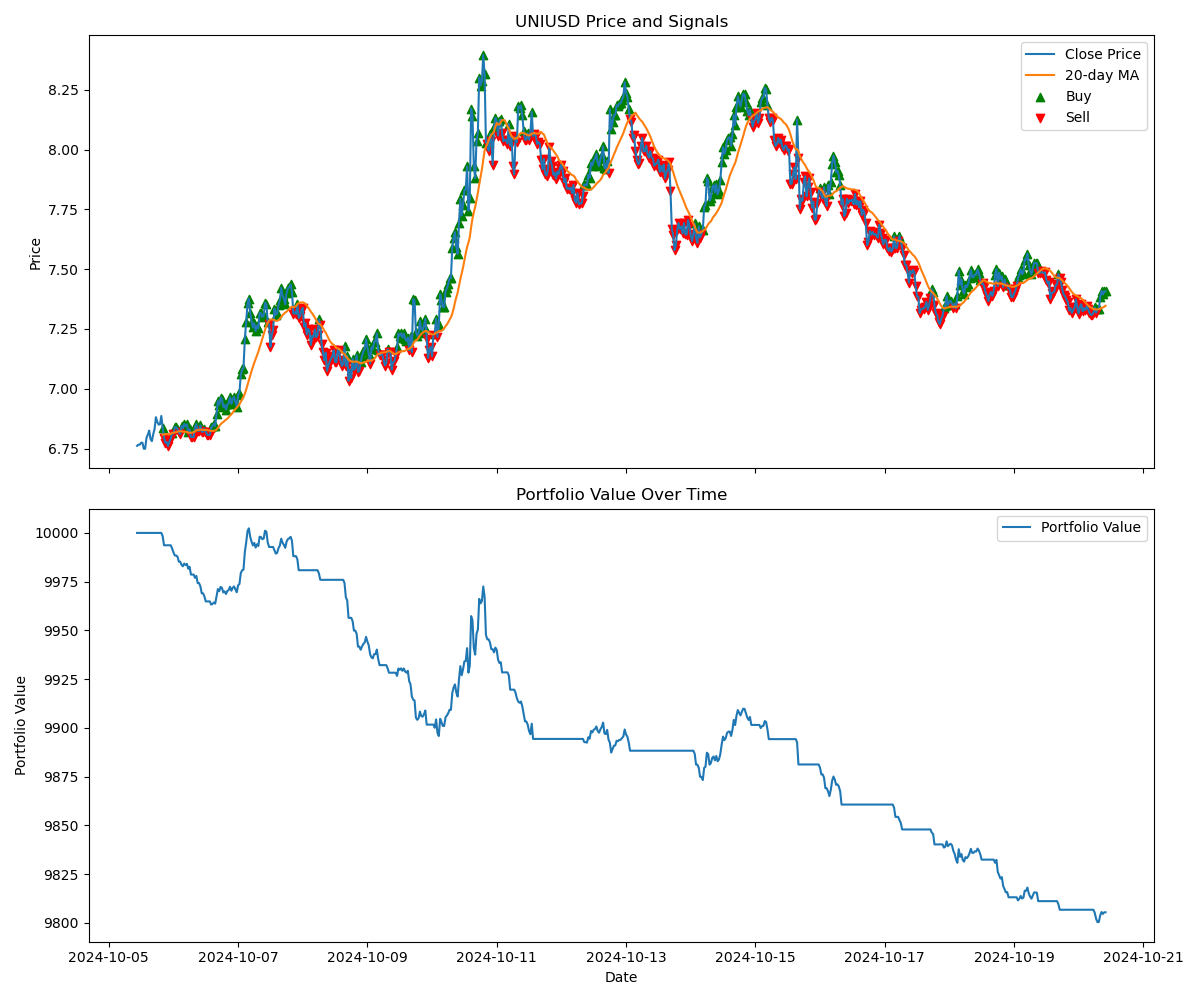 UNIUSD Price and Signals
Price
8.25
8.00
7.75
7.50
7.25
7.00
6.75
Close Price
20-day MA
Buy
Sell
Portfolio Value Over Time
Portfolio Value
10000
9975
9950
9925
9900
9875
9850
9825
9800
Portfolio Value
2024-10-05 2024-10-07 2024-10-09 2024-10-11 2024-10-13 2024-10-15 2024-10-17 2024-10-19 2024-10-21
Date